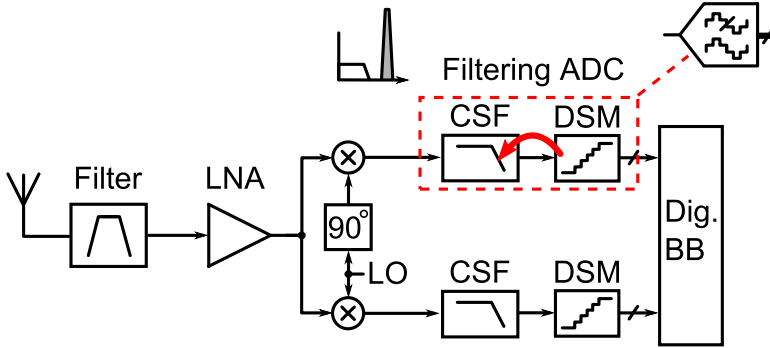 Filtering ADC
CSF
DSM
Filter
LNA
90°
LO
Dig.
BB
CSF
DSM